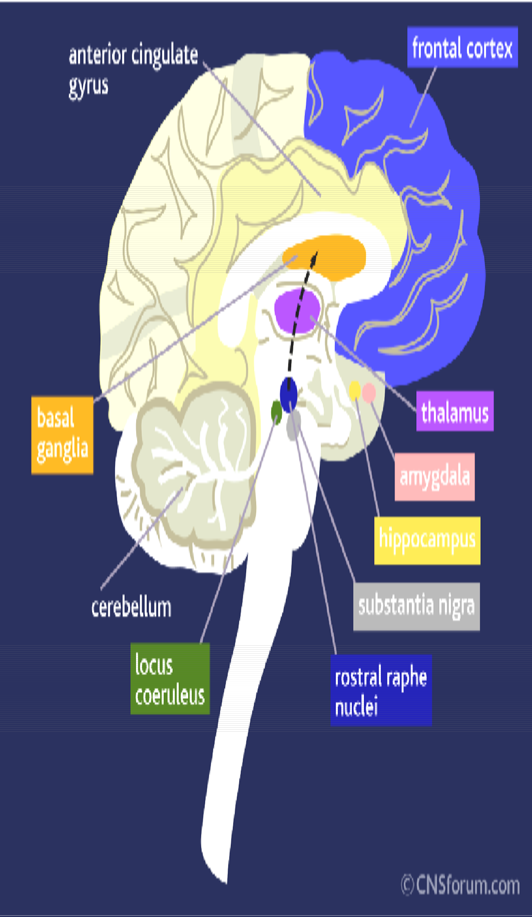 anterior cingulate
gyrus
frontal cortex
basal
ganglia
thalamus
amygdala
hippocampus
cerebellum
substantia nigra
locus
coeruleus
rostral raphe
nuclei
©CNSforum.com